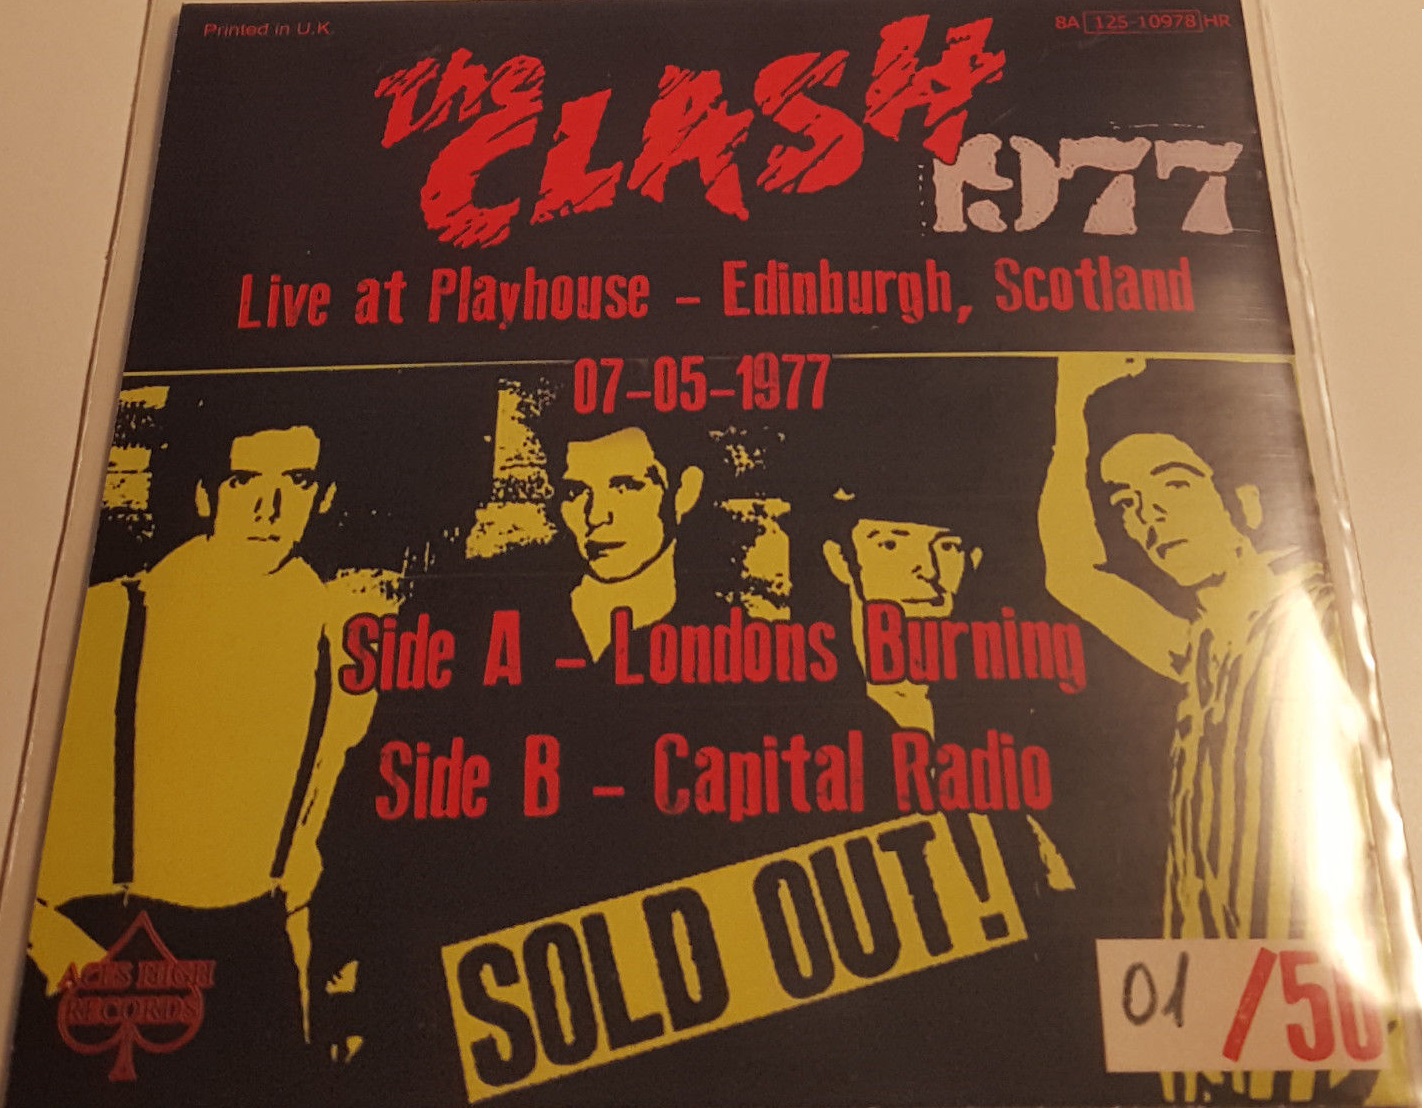 Printed in U.K.
8A 125-10978 HR
the
CLASH
1977
Live at Playhouse - Edinburgh, Scotland
07-05-1977
Side A - Londons Burning
Side B - Capital Radio
SOLD OUT!
ACES HIGH
RECORDS
01 /50